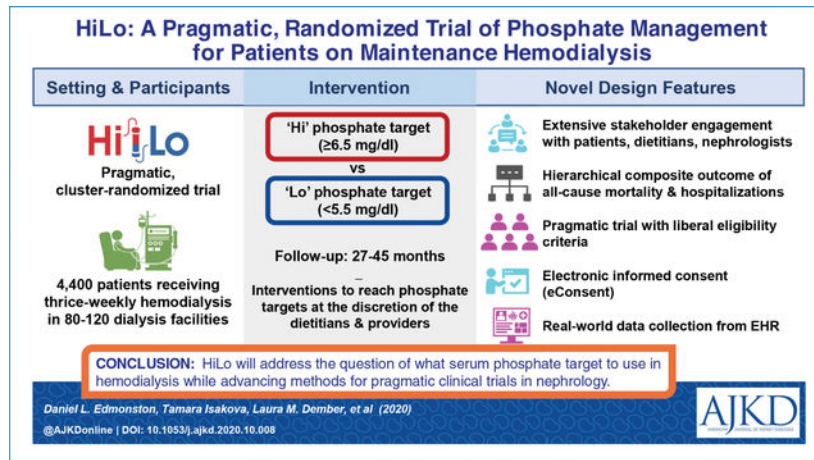 HiLo: A Pragmatic, Randomized Trial of Phosphate Management
for Patients on Maintenance Hemodialysis
Setting & Participants
HiLo
Pragmatic,
cluster-randomized trial
4,400 patients receiving
thrice-weekly hemodialysis
in 80-120 dialysis facilities
Intervention
‘Hi’ phosphate target
(≥6.5 mg/dl)
vs
‘Lo’ phosphate target
(<5.5 mg/dl)
Follow-up: 27-45 months
–
Interventions to reach phosphate
targets at the discretion of the
dietitians & providers
Novel Design Features
Extensive stakeholder engagement
with patients, dietitians, nephrologists
Hierarchical composite outcome of
all-cause mortality & hospitalizations
Pragmatic trial with liberal eligibility
criteria
Electronic informed consent
(eConsent)
Real-world data collection from EHR
CONCLUSION: HiLo will address the question of what serum phosphate target to use in
hemodialysis while advancing methods for pragmatic clinical trials in nephrology.
Daniel L. Edmonston, Tamara Isakova, Laura M. Dember, et al (2020)
@AJKDonline | DOI: 10.1053/j.ajkd.2020.10.008
AJKD